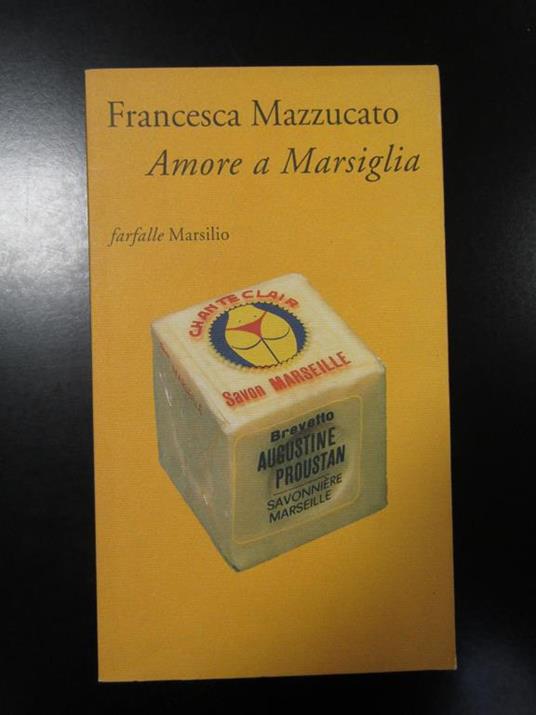 Francesca Mazzucato
Amore a Marsiglia
farfalle Marsilio
CHANTECLAIR
Savon MARSEILLE
Brevetto
AUGUSTINE
PROUSTAN
SAVONNIÈRE
MARSEILLE